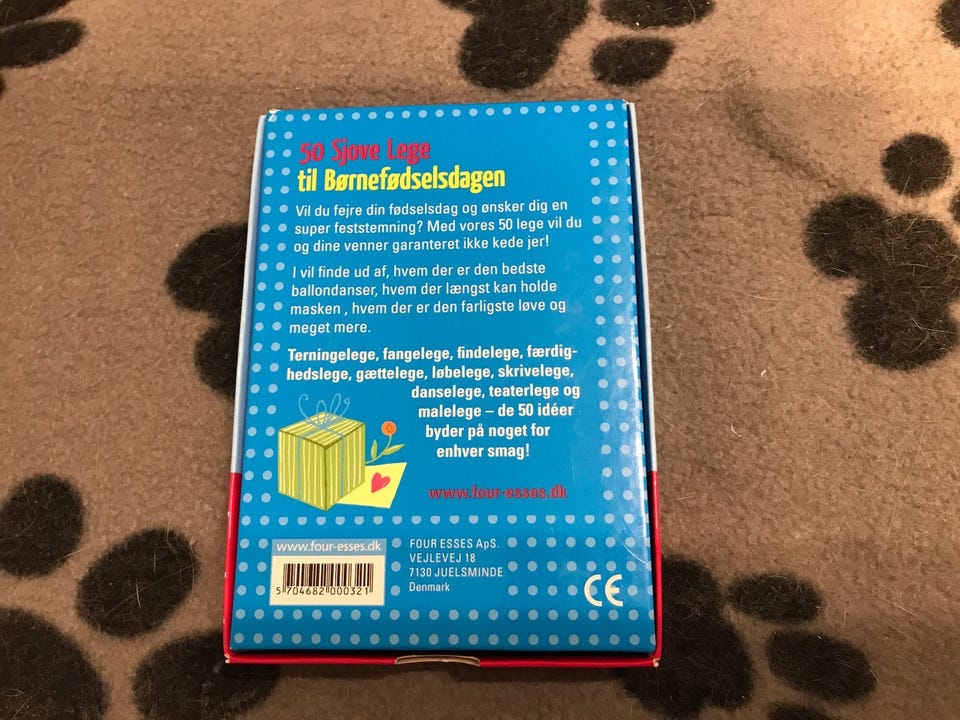 50 Sjove Lege
til Børnefødselsdagen
Vil du fejre din fødselsdag og ønsker dig en
super feststemning? Med vores 50 lege vil du
og dine venner garanteret ikke kede jer!
I vil finde ud af, hvem der er den bedste
ballondanser, hvem der længst kan holde
masken , hvem der er den farligste løve og
meget mere.
Terningelege, fangelege, findelege, færdig-
hedslege, gættelege, løbelege, skrivelege,
danselege, teaterlege og
malelege – de 50 idéer
byder på noget for
enhver smag!
www.four-esses.dk
www.four-esses.dk
5 704682 000321
FOUR ESSES ApS.
VEJLEVEJ 18
7130 JUELSMINDE
Denmark
CE